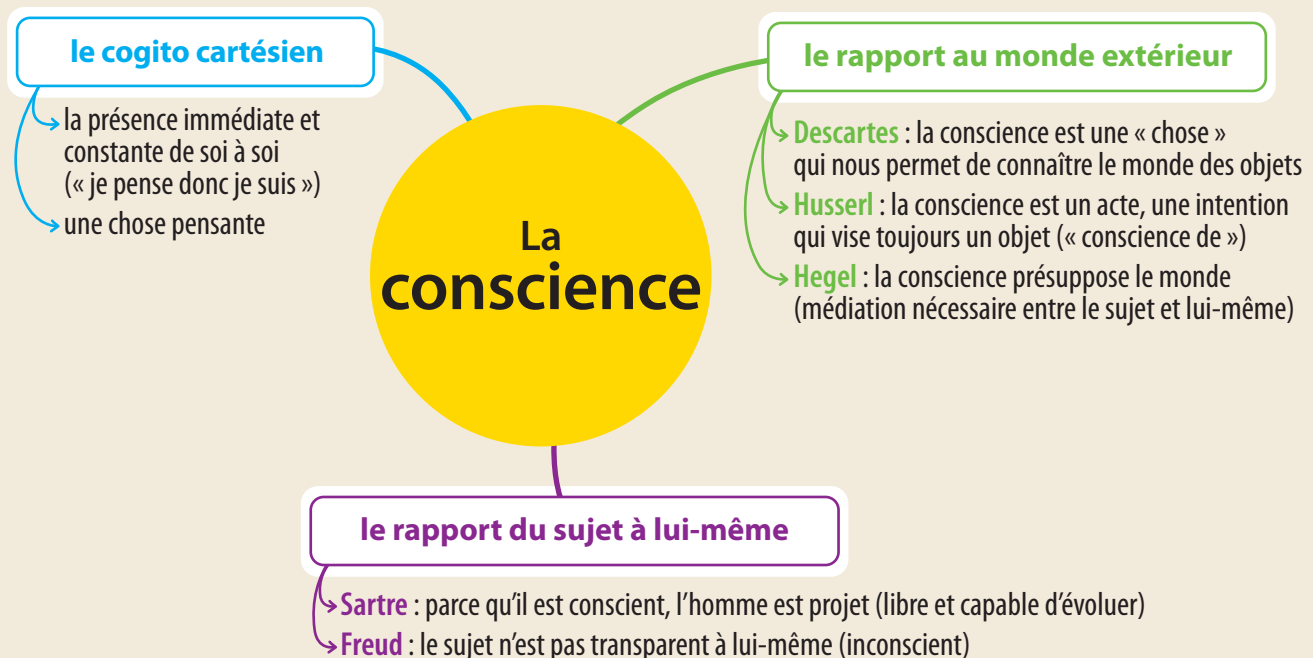 le cogito cartésien
la présence immédiate et
constante de soi à soi
(« je pense donc je suis »)
une chose pensante
le rapport au monde extérieur
Descartes : la conscience est une « chose »
qui nous permet de connaître le monde des objets
Husserl : la conscience est un acte, une intention
qui vise toujours un objet (« conscience de »)
Hegel : la conscience présuppose le monde
(médiation nécessaire entre le sujet et lui-même)
La
conscience
le rapport du sujet à lui-même
Sartre : parce qu'il est conscient, l'homme est projet (libre et capable d'évoluer)
Freud : le sujet n'est pas transparent à lui-même (inconscient)